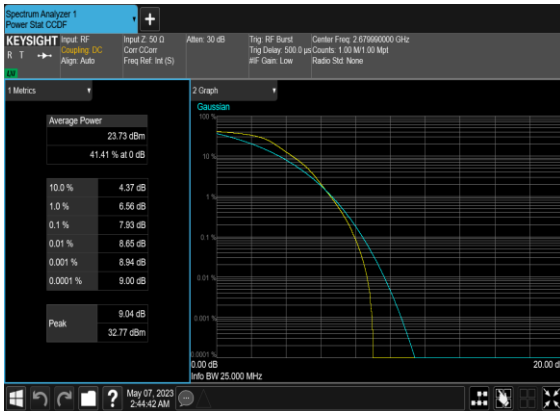 Spectrum Analyzer 1
Power Stat CCDF
+
KEYSIGHT
R T
LXI
Input: RF
Coupling: DC
Align: Auto
Input Z: 50 Ω
Corr CCorr
Freq Ref: Int (S)
Atten: 30 dB
Trig: RF Burst
Trig Delay: 500.0 µs
#IF Gain: Low
Center Freq: 2.679990000 GHz
Counts: 1.00 M/1.00 Mpt
Radio Std: None
1 Metrics
Average Power
23.73 dBm
41.41 % at 0 dB
10.0 % 4.37 dB
1.0 % 6.56 dB
0.1 % 7.93 dB
0.01 % 8.65 dB
0.001 % 8.94 dB
0.0001 % 9.00 dB
Peak
9.04 dB
32.77 dBm
2 Graph
Gaussian
100 %
10 %
1 %
0.1 %
0.01 %
0.001 %
0.0001 %
0.00 dB
20.00 d
Info BW 25.000 MHz
?
May 07, 2023
2:44:42 AM